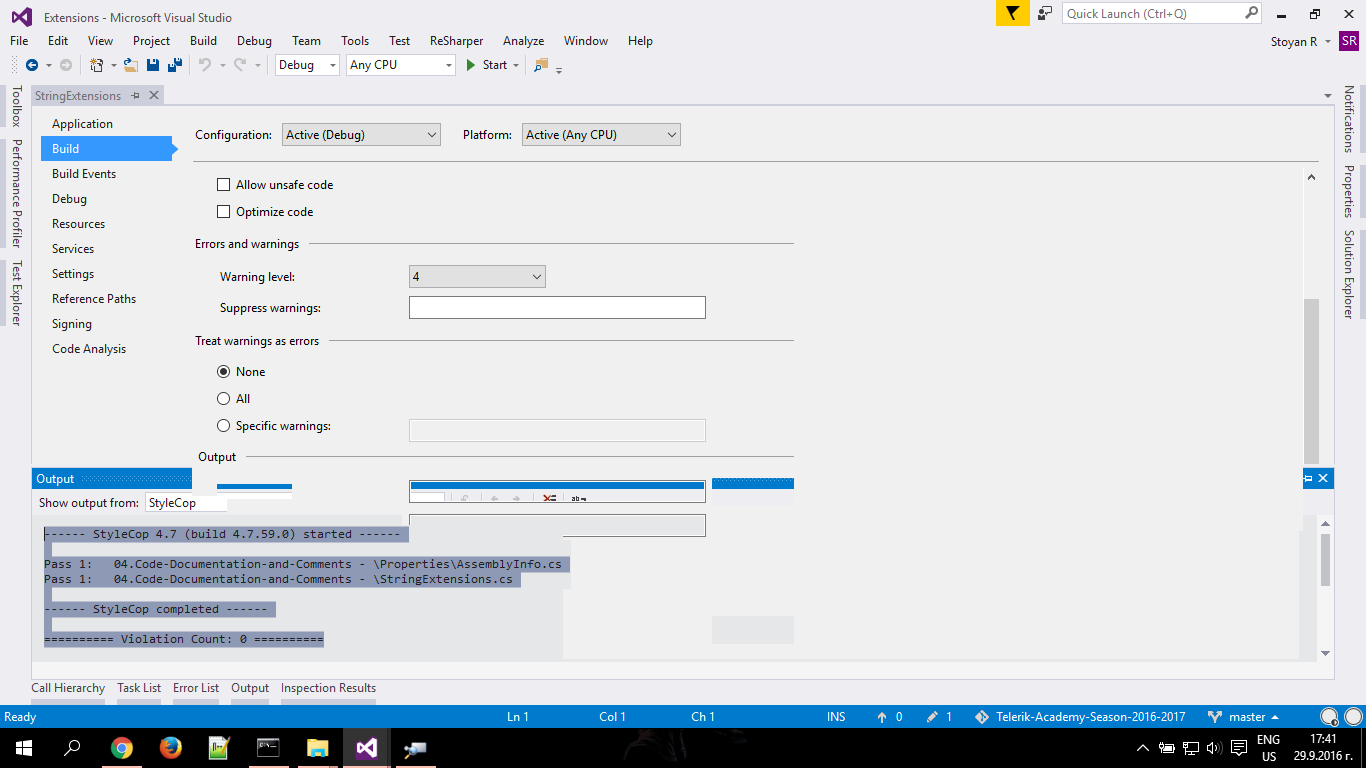 Extensions - Microsoft Visual Studio
Quick Launch (Ctrl+Q)
File Edit View Project Build Debug Team Tools Test ReSharper Analyze Window Help
Stoyan R SR
Debug Any CPU Start
StringExtensions
Toolbox
Performance Profiler
Test Explorer
Application
Build
Build Events
Debug
Resources
Services
Settings
Reference Paths
Signing
Code Analysis
Configuration: Active (Debug) Platform: Active (Any CPU)
Allow unsafe code
Optimize code
Errors and warnings
Warning level: 4
Suppress warnings:
Treat warnings as errors
None
All
Specific warnings:
Output
Notifications
Properties
Solution Explorer
Output
Show output from: StyleCop
------ StyleCop 4.7 (build 4.7.59.0) started ------
Pass 1: 04.Code-Documentation-and-Comments - \Properties\AssemblyInfo.cs
Pass 1: 04.Code-Documentation-and-Comments - \StringExtensions.cs
------ StyleCop completed ------
========== Violation Count: 0 ==========
Call Hierarchy Task List Error List Output Inspection Results
Ready Ln 1 Col 1 Ch 1 INS 0 1 Telerik-Academy-Season-2016-2017 master
ENG
US
17:41
29.9.2016 г.